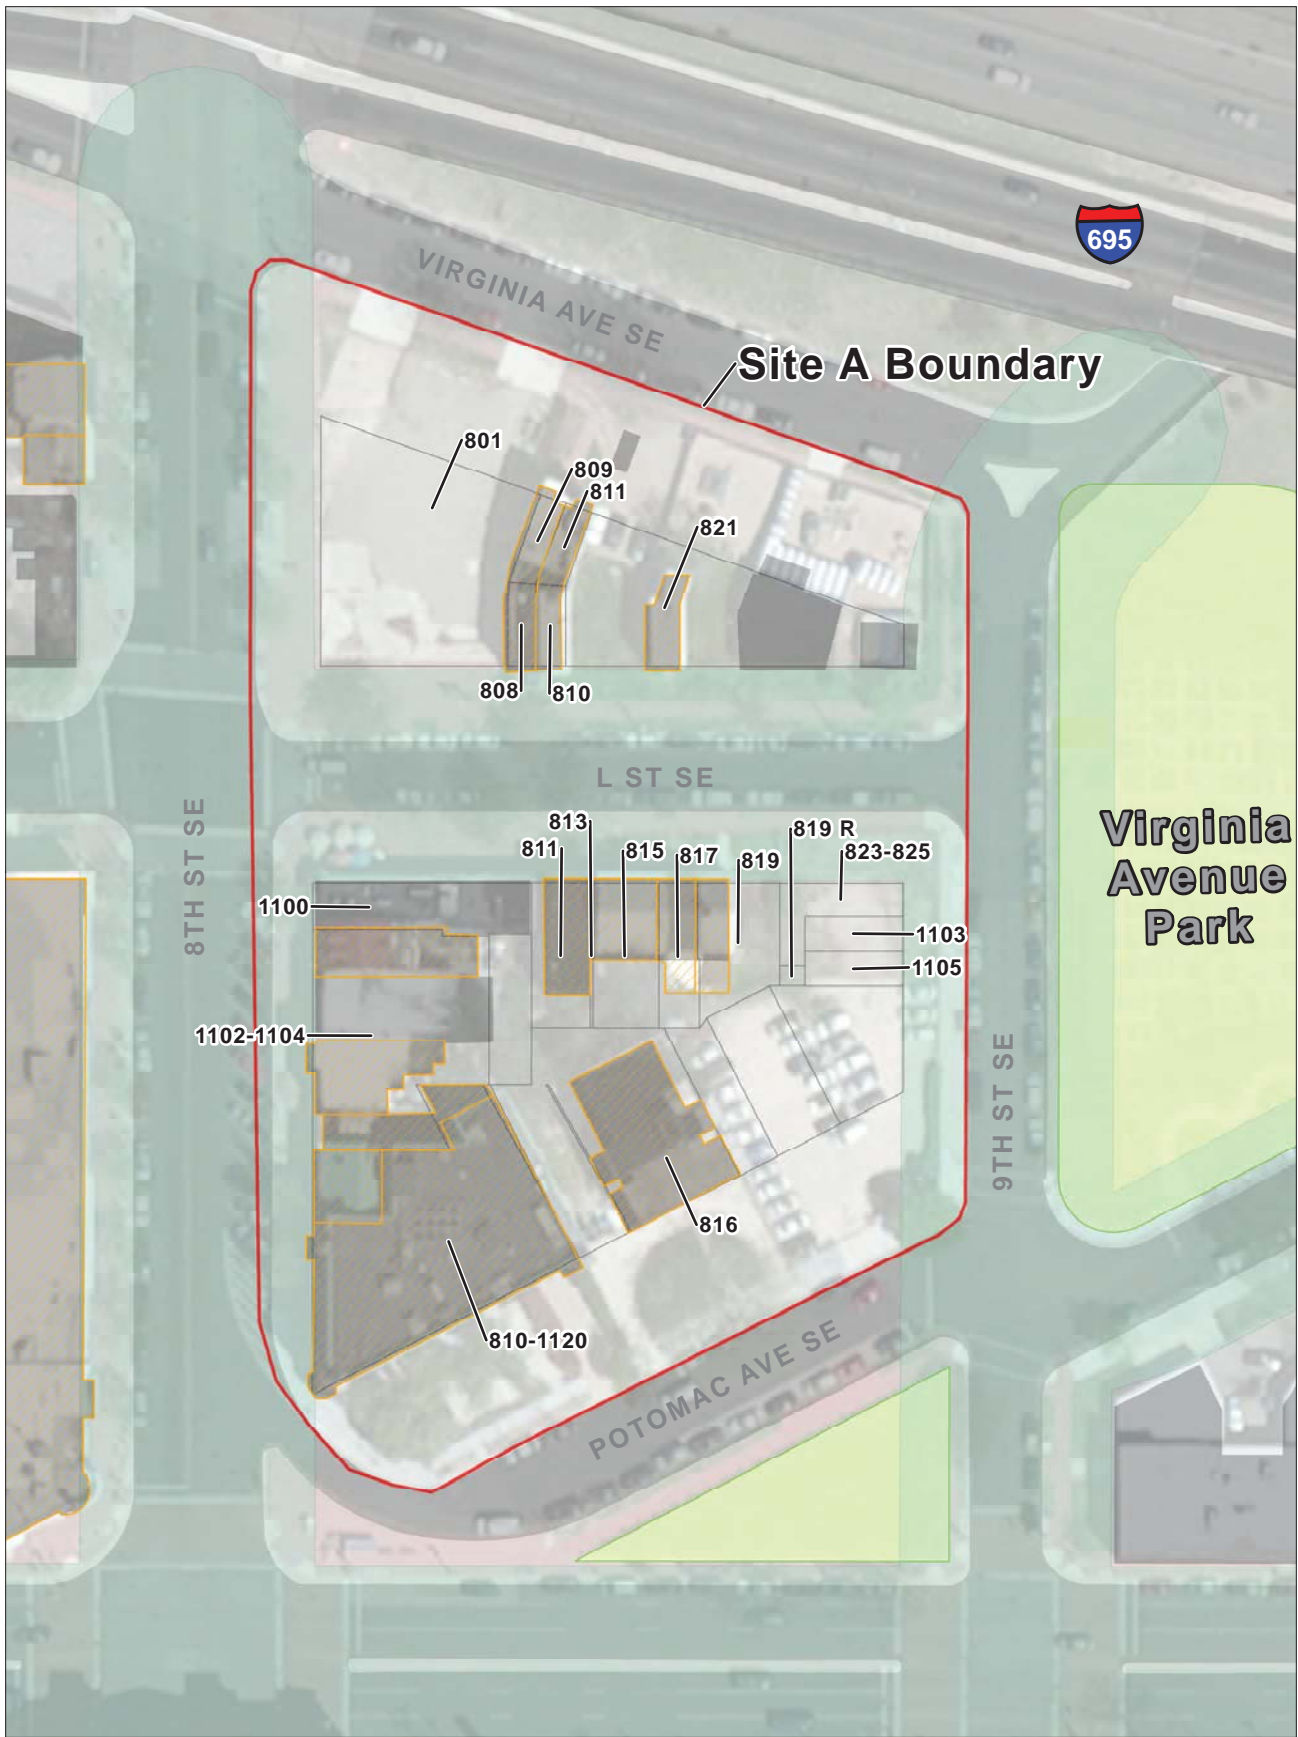 695
VIRGINIA AVE SE
Site A Boundary
801
809
811
821
808
810
L ST SE
8TH ST SE
813
811
815
817
819
819 R
823-825
Virginia
Avenue
Park
1100
1103
1105
1102-1104
9TH ST SE
816
810-1120
POTOMAC AVE SE